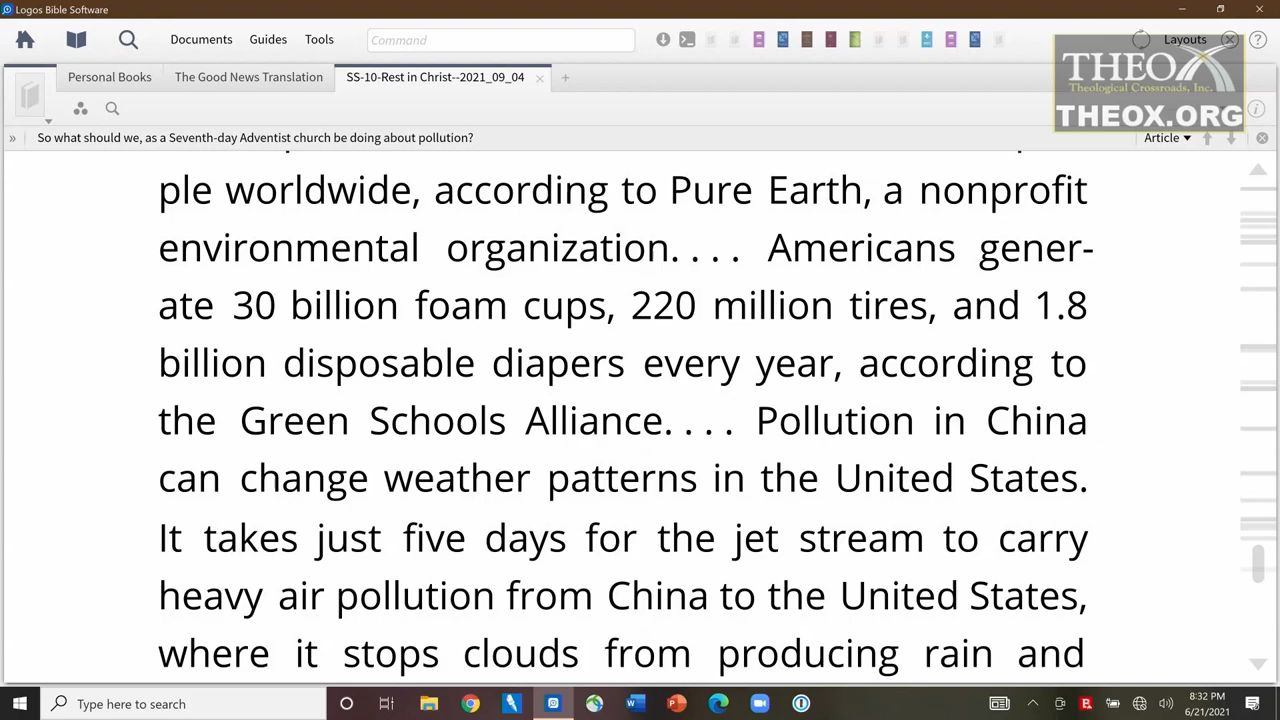 Logos Bible Software
Documents Guides Tools Command Layouts
THEOX
Theological Crossroads, Inc.
THEOX.ORG
Personal Books The Good News Translation SS-10-Rest in Christ--2021_09_04
So what should we, as a Seventh-day Adventist church be doing about pollution? Article
ple worldwide, according to Pure Earth, a nonprofit
environmental organization. . . . Americans gener-
ate 30 billion foam cups, 220 million tires, and 1.8
billion disposable diapers every year, according to
the Green Schools Alliance. . . . Pollution in China
can change weather patterns in the United States.
It takes just five days for the jet stream to carry
heavy air pollution from China to the United States,
where it stops clouds from producing rain and
Type here to search
8:32 PM
6/21/2021